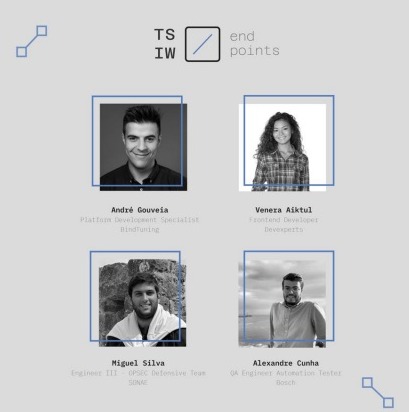 TS
IW
end
points
André Gouveia
Platform Development Specialist
BindTuning
Venera Aiktul
Frontend Developer
Devexperts
Miguel Silva
Engineer III - OPSEC Defensive Team
SONAE
Alexandre Cunha
QA Engineer Automation Tester
Bosch